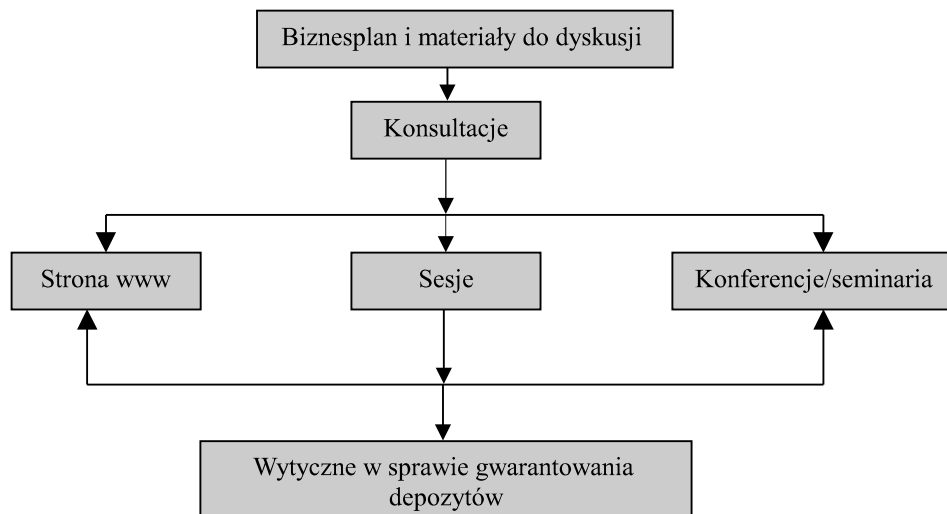 Biznesplan i materiały do dyskusji
Konsultacje
Strona www
Sesje
Konferencje/seminaria
Wytyczne w sprawie gwarantowania
depozytów